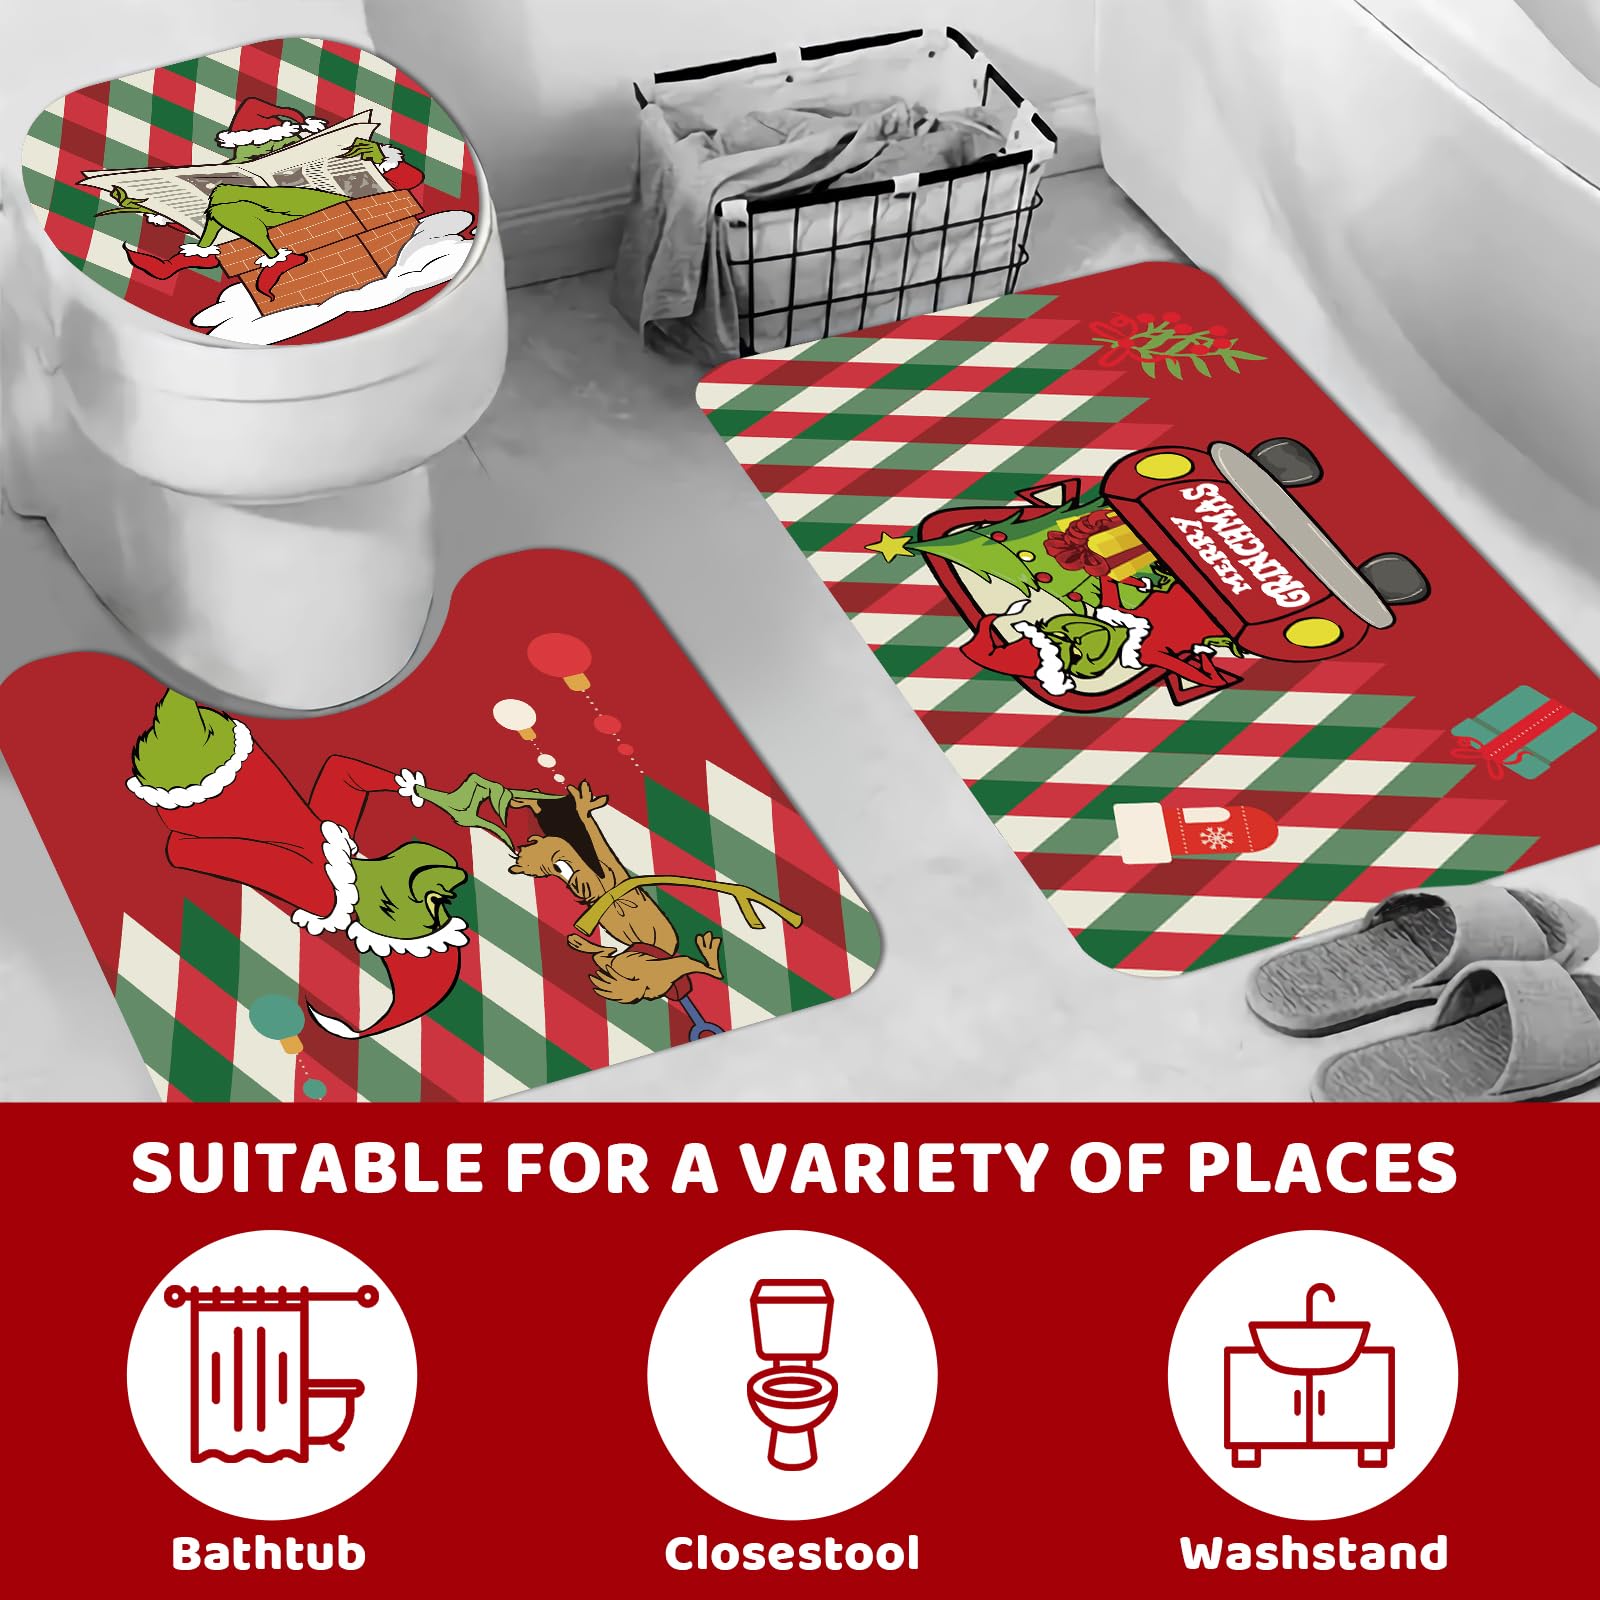 MERRY
GRINCHMAS
SUITABLE FOR A VARIETY OF PLACES
Bathtub
Closestool
Washstand